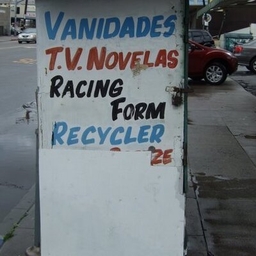 VANIDADES
T.V. NOVELAS
RACING
FORM
RECYCLER